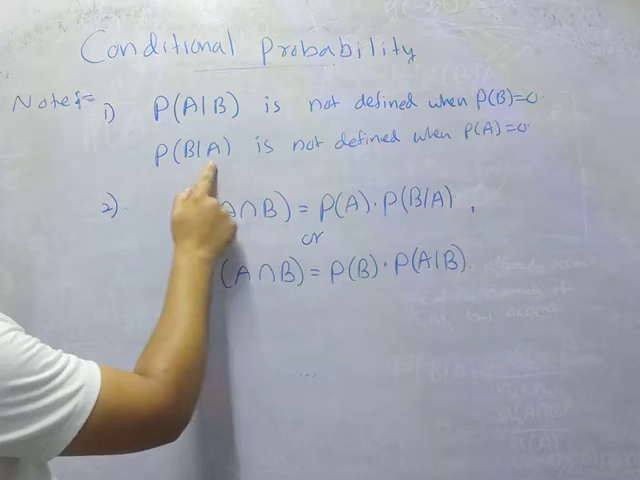 Conditional Probability
Note:- 1) P(A|B) is not defined when P(B)=0.
P(B|A) is not defined when P(A)=0.
2). A∩B) = P(A)·P(B|A),
or
(A∩B) = P(B)·P(A|B).